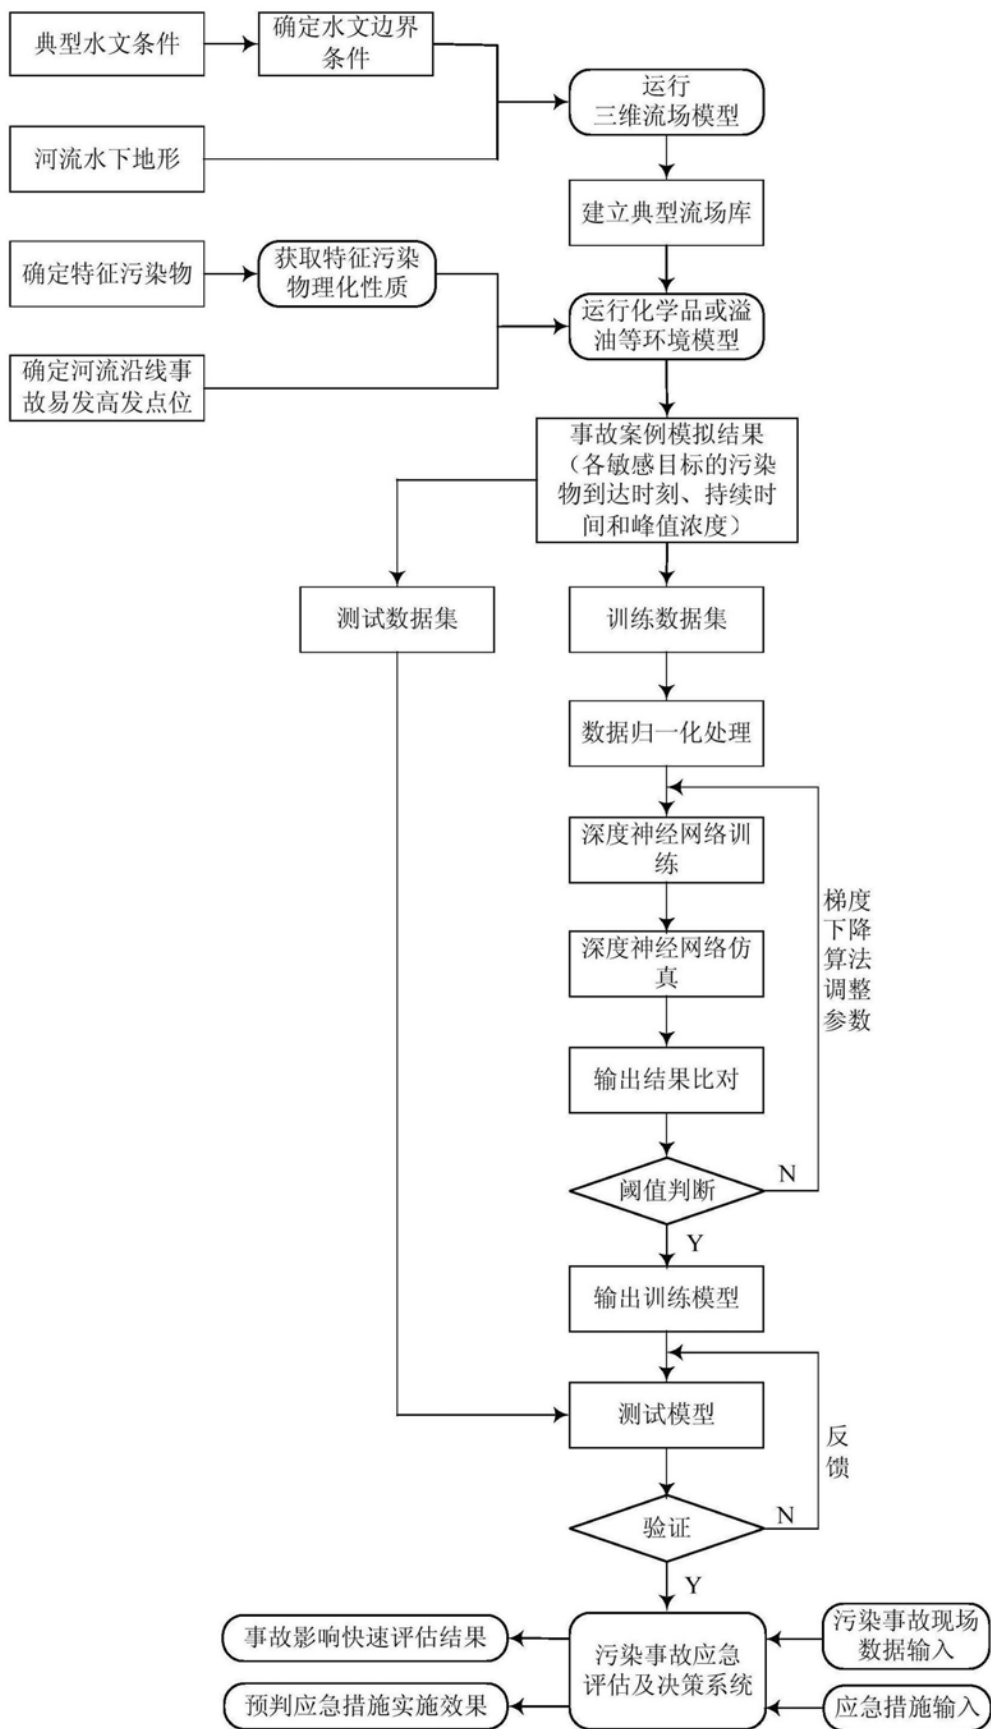 典型水文条件
确定水文边界
条件
运行
三维流场模型
河流水下地形
建立典型流场库
确定特征污染物
获取特征污染
物理化性质
运行化学品或溢
油等环境模型
确定河流沿线事
故易发高发点位
事故案例模拟结果
（各敏感目标的污染
物到达时刻、持续时
间和峰值浓度）
测试数据集
训练数据集
数据归一化处理
深度神经网络训
练
深度神经网络仿
真
梯度
下降
算法
调整
参数
输出结果比对
阈值判断
N
Y
输出训练模型
测试模型
反
馈
验证
N
Y
事故影响快速评估结果
预判应急措施实施效果
污染事故应急
评估及决策系统
污染事故现场
数据输入
应急措施输入